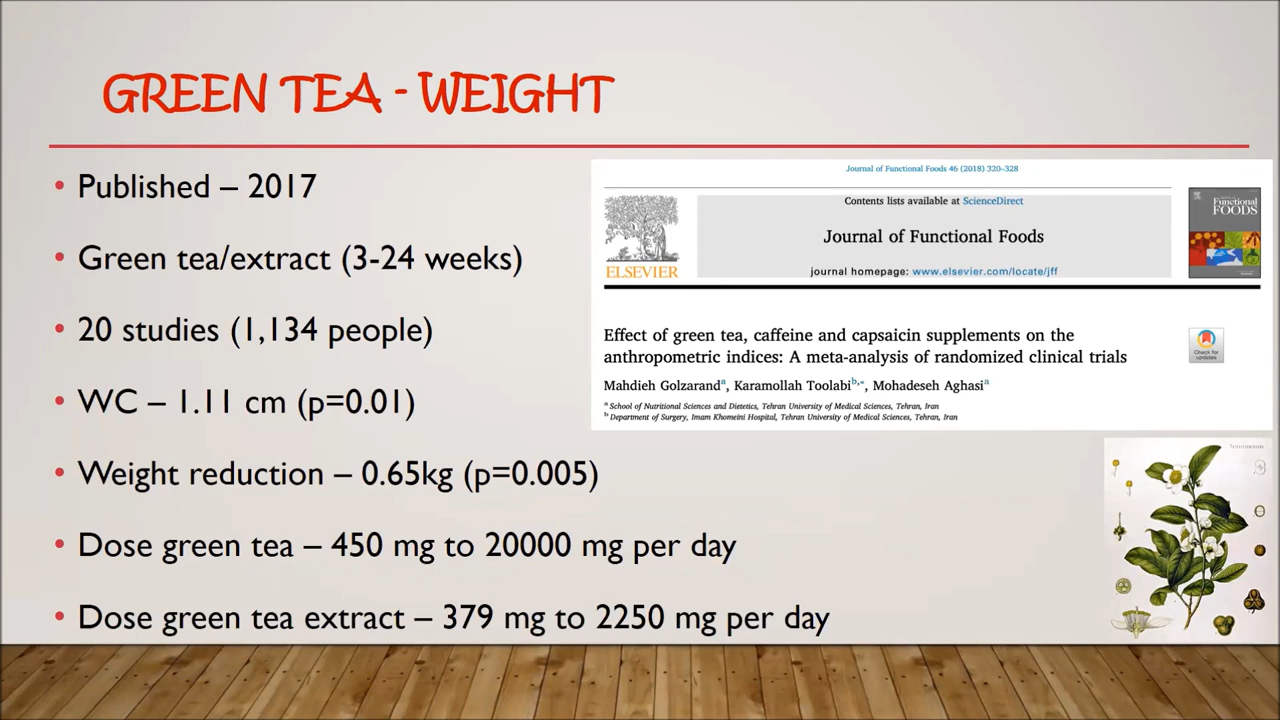 GREEN TEA - WEIGHT
• Published – 2017
• Green tea/extract (3-24 weeks)
• 20 studies (1,134 people)
• WC – 1.11 cm (p=0.01)
• Weight reduction – 0.65kg (p=0.005)
• Dose green tea – 450 mg to 20000 mg per day
• Dose green tea extract – 379 mg to 2250 mg per day
Journal of Functional Foods 46 (2018) 320–328
Contents lists available at ScienceDirect
Journal of Functional Foods
journal homepage: www.elsevier.com/locate/jff
ELSEVIER
Functional
FOODS
Effect of green tea, caffeine and capsaicin supplements on the
anthropometric indices: A meta-analysis of randomized clinical trials
Check for
updates
Mahdieh Golzarandᵃ, Karamollah Toolabiᵇ,*, Mohadeseh Aghasiᵃ
ᵃ School of Nutritional Sciences and Dietetics, Tehran University of Medical Sciences, Tehran, Iran
ᵇ Department of Surgery, Imam Khomeini Hospital, Tehran University of Medical Sciences, Tehran, Iran